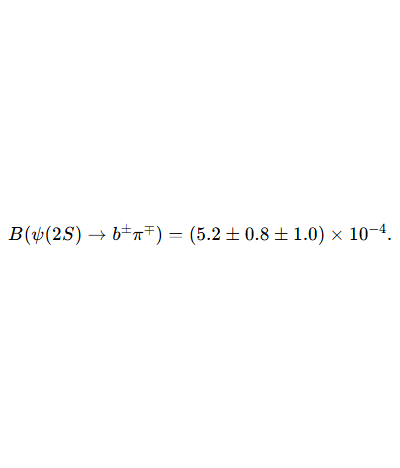 B(ψ(2S) → b^±π^∓) = (5.2 ± 0.8 ± 1.0) × 10^−4.